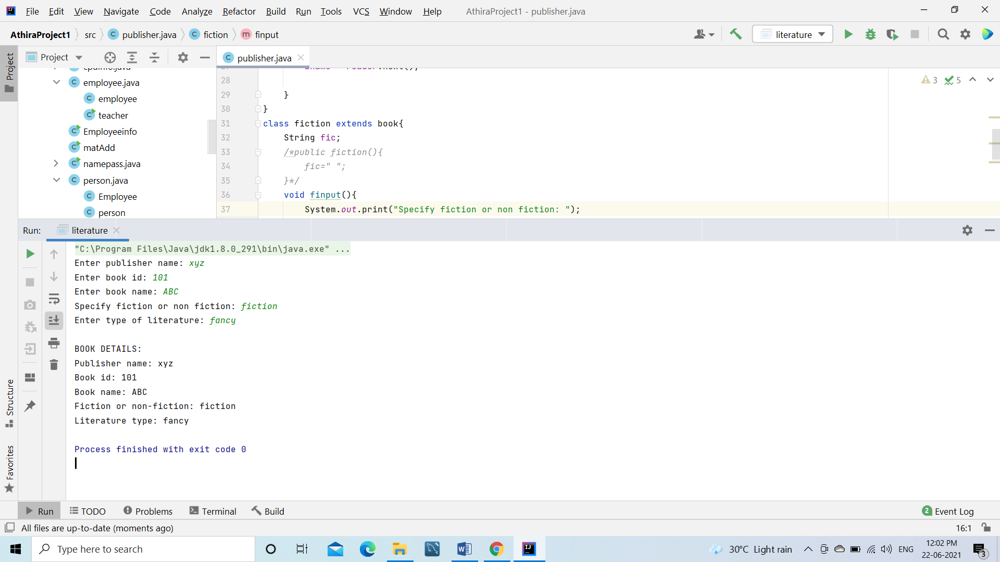 File Edit View Navigate Code Analyze Refactor Build Run Tools VCS Window Help AthiraProject1 - publisher.java
AthiraProject1 src publisher.java fiction finput literature
Project publisher.java
Project
employee.java
employee
teacher
Employeeinfo
matAdd
namepass.java
person.java
Employee
person
28
29 }
30 }
31 class fiction extends book{
32 String fic;
33 /*public fiction(){
34 fic=" ";
35 }*/
36 void finput(){
37 System.out.print("Specify fiction or non fiction: ");
3 5
Run: literature
"C:\Program Files\Java\jdk1.8.0_291\bin\java.exe" ...
Enter publisher name: xyz
Enter book id: 101
Enter book name: ABC
Specify fiction or non fiction: fiction
Enter type of literature: fancy
BOOK DETAILS:
Publisher name: xyz
Book id: 101
Book name: ABC
Fiction or non-fiction: fiction
Literature type: fancy
Process finished with exit code 0
Structure
Favorites
Run TODO Problems Terminal Build 2 Event Log
All files are up-to-date (moments ago) 16:1
Type here to search 30°C Light rain ENG 12:02 PM
22-06-2021 3